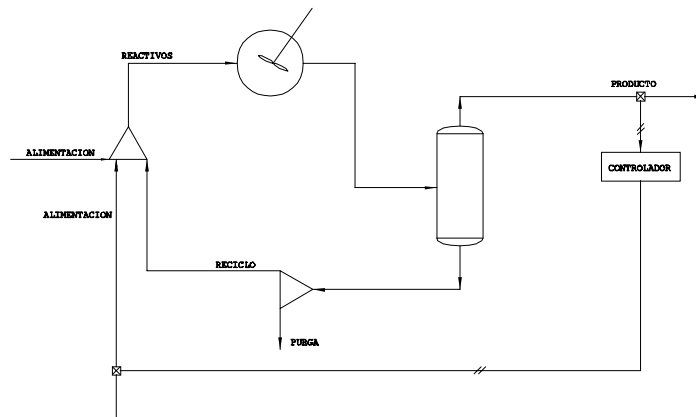 REACTIVOS
PRODUCTO
ALIMENTACION
CONTROLADOR
ALIMENTACION
RECICLO
PURGA